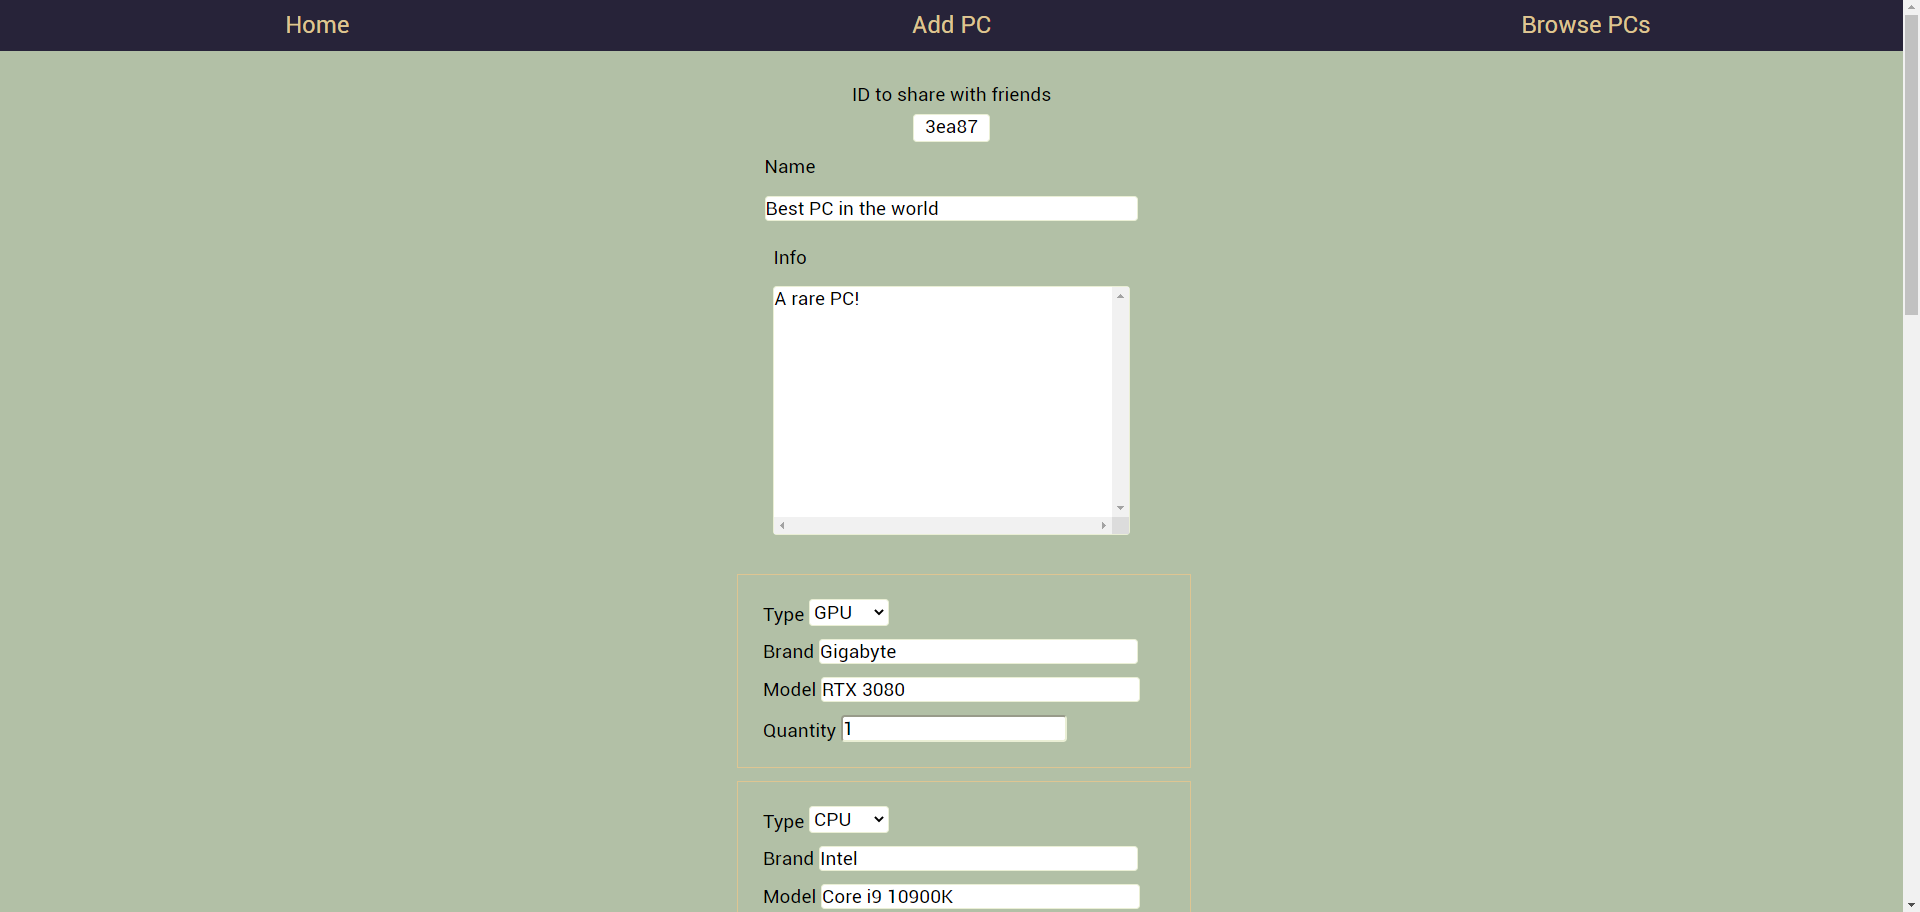 Home Add PC Browse PCs
ID to share with friends
3ea87
Name
Best PC in the world
Info
A rare PC!
Type GPU
Brand Gigabyte
Model RTX 3080
Quantity 1
Type CPU
Brand Intel
Model Core i9 10900K